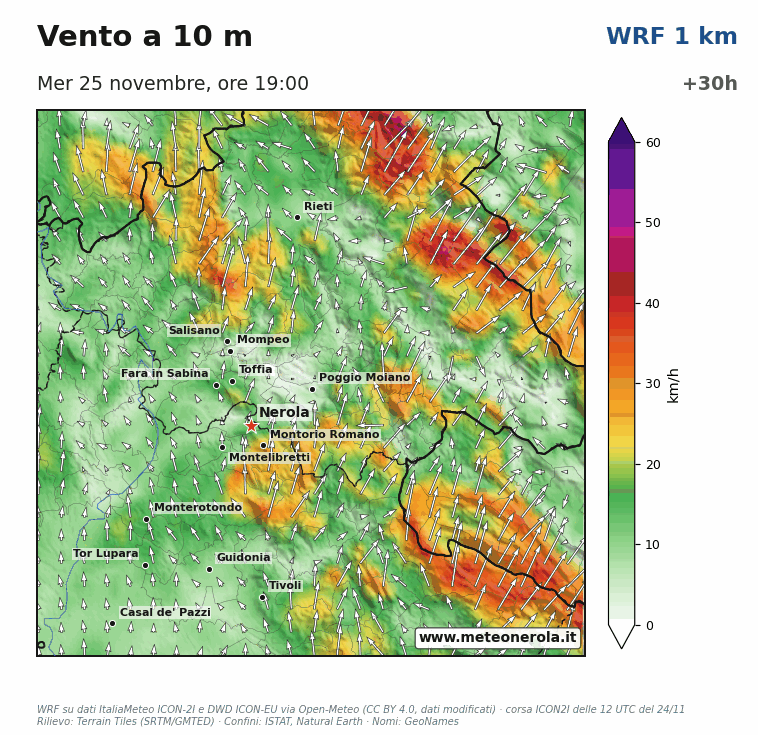 Vento a 10 m
WRF 1 km
Mer 25 novembre, ore 19:00
+30h
60
50
40
30
20
10
0
km/h
Rieti
Salisano
Mompeo
Fara in Sabina
Toffia
Poggio Moiano
Nerola
Montorio Romano
Montelibretti
Monterotondo
Tor Lupara
Guidonia
Tivoli
Casal de' Pazzi
www.meteonerola.it
WRF su dati ItaliaMeteo ICON-2I e DWD ICON-EU via Open-Meteo (CC BY 4.0, dati modificati) · corsa ICON2I delle 12 UTC del 24/11
Rilievo: Terrain Tiles (SRTM/GMTED) · Confini: ISTAT, Natural Earth · Nomi: GeoNames